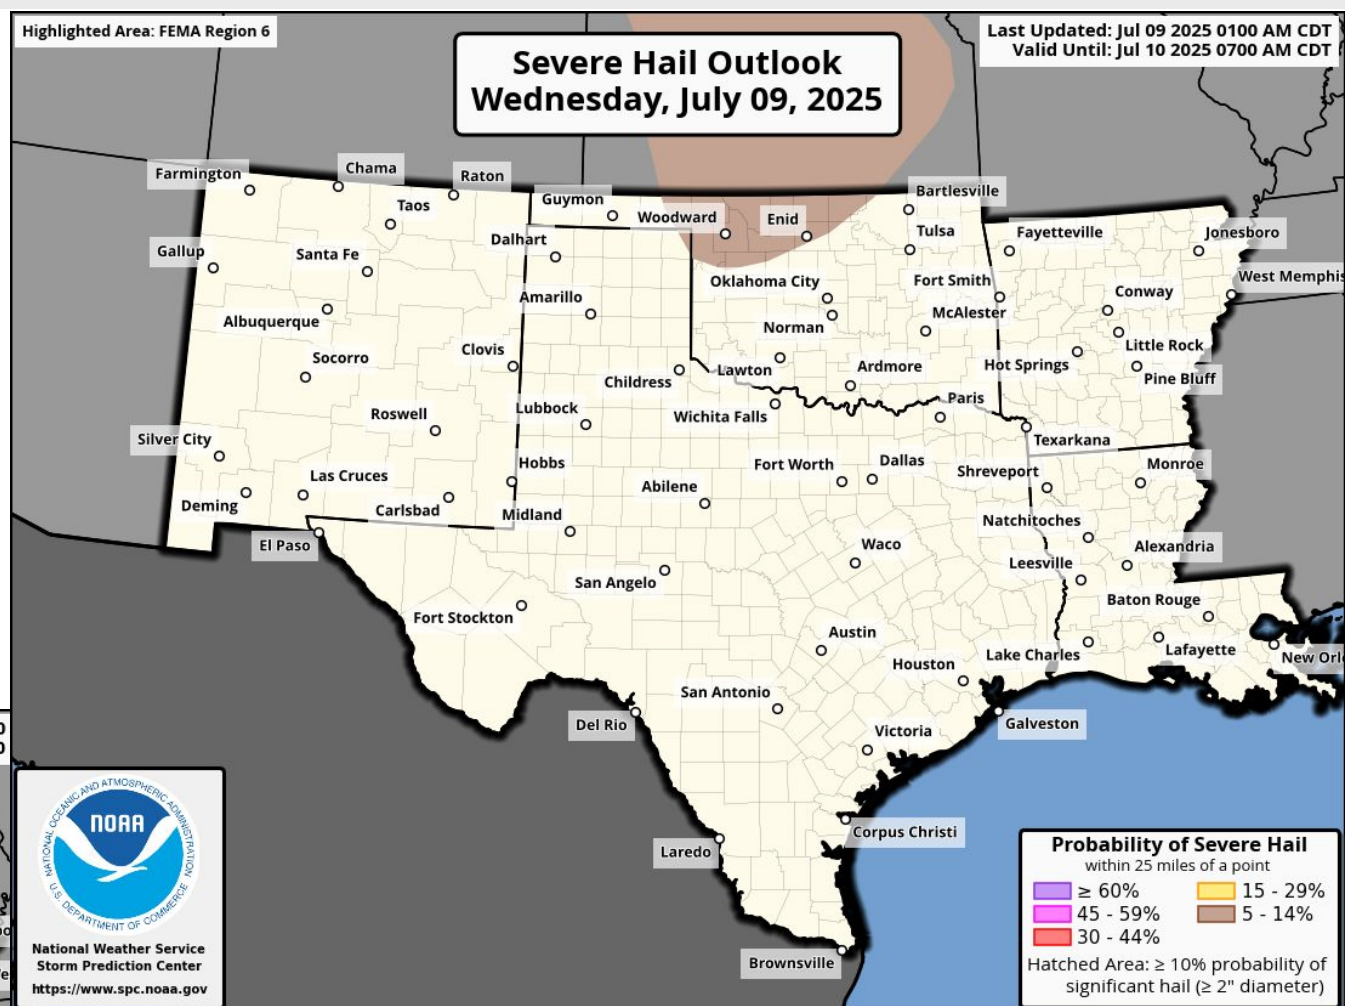 Highlighted Area: FEMA Region 6
Severe Hail Outlook
Wednesday, July 09, 2025
Last Updated: Jul 09 2025 0100 AM CDT
Valid Until: Jul 10 2025 0700 AM CDT
Farmington
Chama
Raton
Taos
Guymon
Woodward
Enid
Bartlesville
Gallup
Santa Fe
Dalhart
Tulsa
Fayetteville
Jonesboro
Albuquerque
Amarillo
Oklahoma City
Fort Smith
Conway
West Memphis
Norman
McAlester
Socorro
Clovis
Childress
Lawton
Ardmore
Hot Springs
Little Rock
Pine Bluff
Roswell
Lubbock
Wichita Falls
Paris
Texarkana
Silver City
Las Cruces
Hobbs
Abilene
Fort Worth
Dallas
Shreveport
Monroe
Deming
Carlsbad
Midland
Natchitoches
El Paso
San Angelo
Waco
Leesville
Alexandria
Fort Stockton
Austin
Baton Rouge
Houston
Lake Charles
Lafayette
New Orl
Del Rio
San Antonio
Victoria
Galveston
Laredo
Corpus Christi
Brownsville
NATIONAL OCEANIC AND ATMOSPHERIC ADMINISTRATION
NOAA
U.S. DEPARTMENT OF COMMERCE
National Weather Service
Storm Prediction Center
https://www.spc.noaa.gov
Probability of Severe Hail
within 25 miles of a point
≥ 60%
15 - 29%
45 - 59%
5 - 14%
30 - 44%
Hatched Area: ≥ 10% probability of
significant hail (≥ 2" diameter)